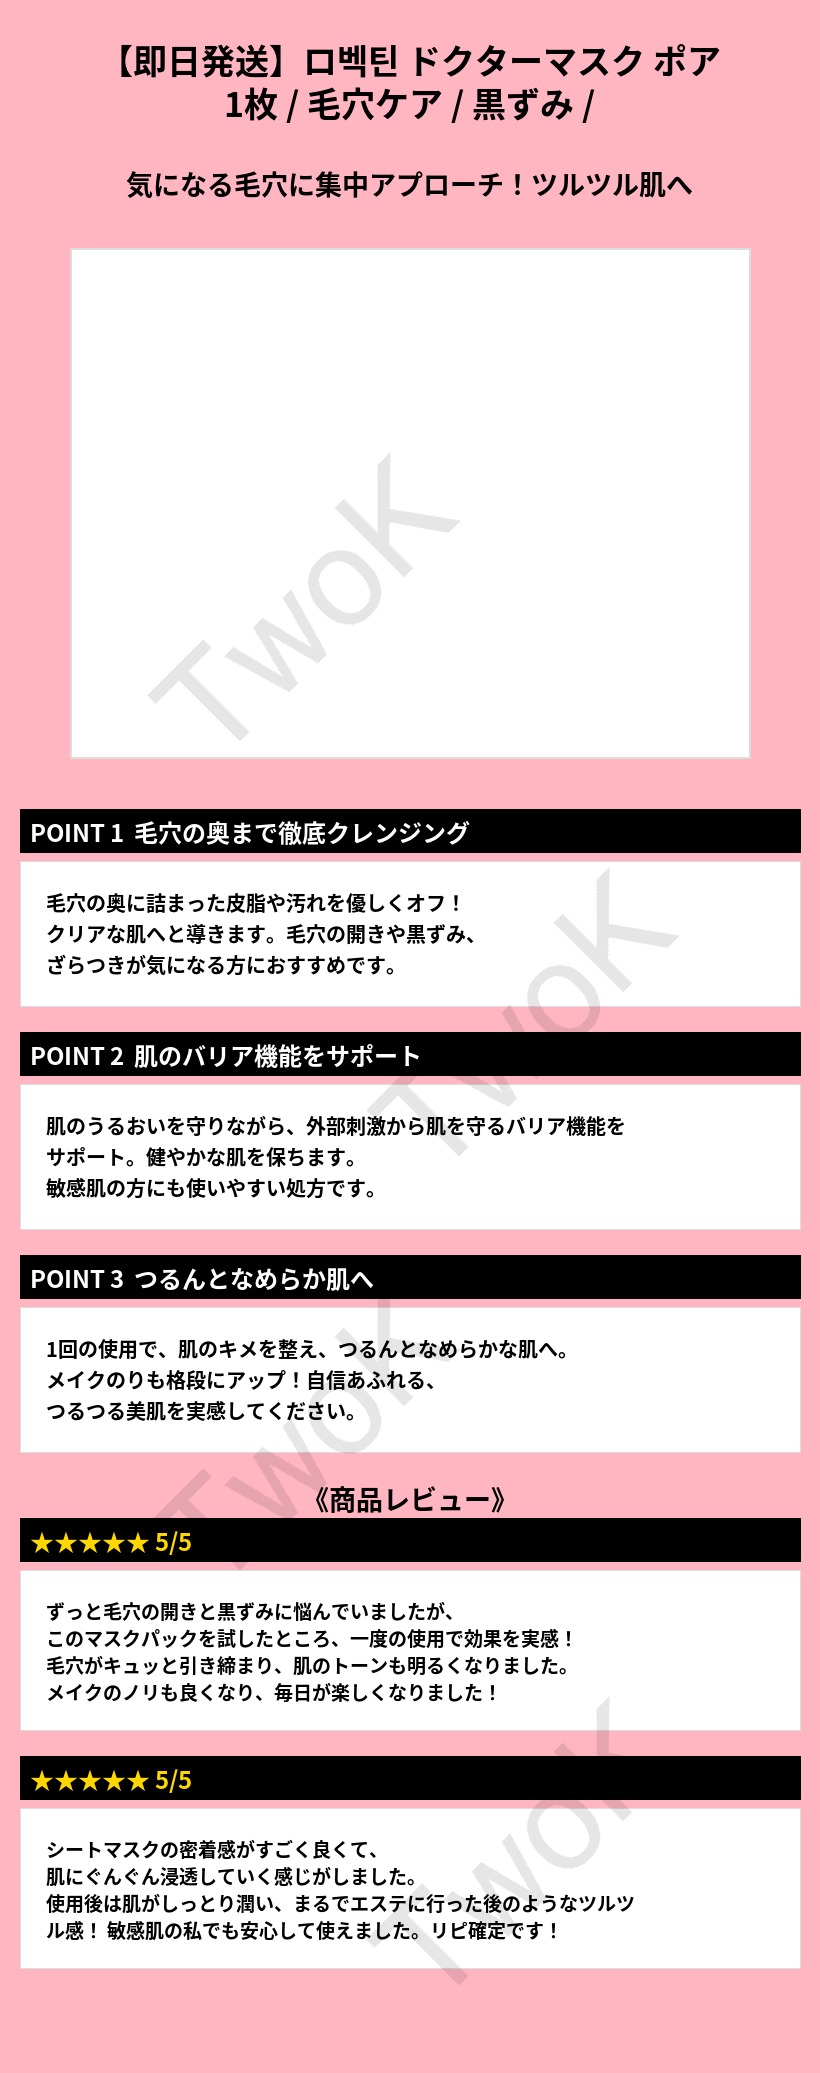 【即日発送】로벡틴 ドクターマスク ポア
1枚 / 毛穴ケア / 黒ずみ /
気になる毛穴に集中アプローチ！ツルツル肌へ
TwoK
POINT 1 毛穴の奥まで徹底クレンジング
毛穴の奥に詰まった皮脂や汚れを優しくオフ！
クリアな肌へと導きます。毛穴の開きや黒ずみ、
ざらつきが気になる方におすすめです。
TwoK
POINT 2 肌のバリア機能をサポート
肌のうるおいを守りながら、外部刺激から肌を守るバリア機能を
サポート。健やかな肌を保ちます。
敏感肌の方にも使いやすい処方です。
POINT 3 つるんとなめらか肌へ
1回の使用で、肌のキメを整え、つるんとなめらかな肌へ。
メイクのりも格段にアップ！自信あふれる、
つるつる美肌を実感してください。
TwoK
《商品レビュー》
★★★★★ 5/5
ずっと毛穴の開きと黒ずみに悩んでいましたが、
このマスクパックを試したところ、一度の使用で効果を実感！
毛穴がキュッと引き締まり、肌のトーンも明るくなりました。
メイクのノリも良くなり、毎日が楽しくなりました！
★★★★★ 5/5
シートマスクの密着感がすごく良くて、
肌にぐんぐん浸透していく感じがしました。
使用後は肌がしっとり潤い、まるでエステに行った後のようなツルツ
ル感！ 敏感肌の私でも安心して使えました。リピ確定です！
TwoK